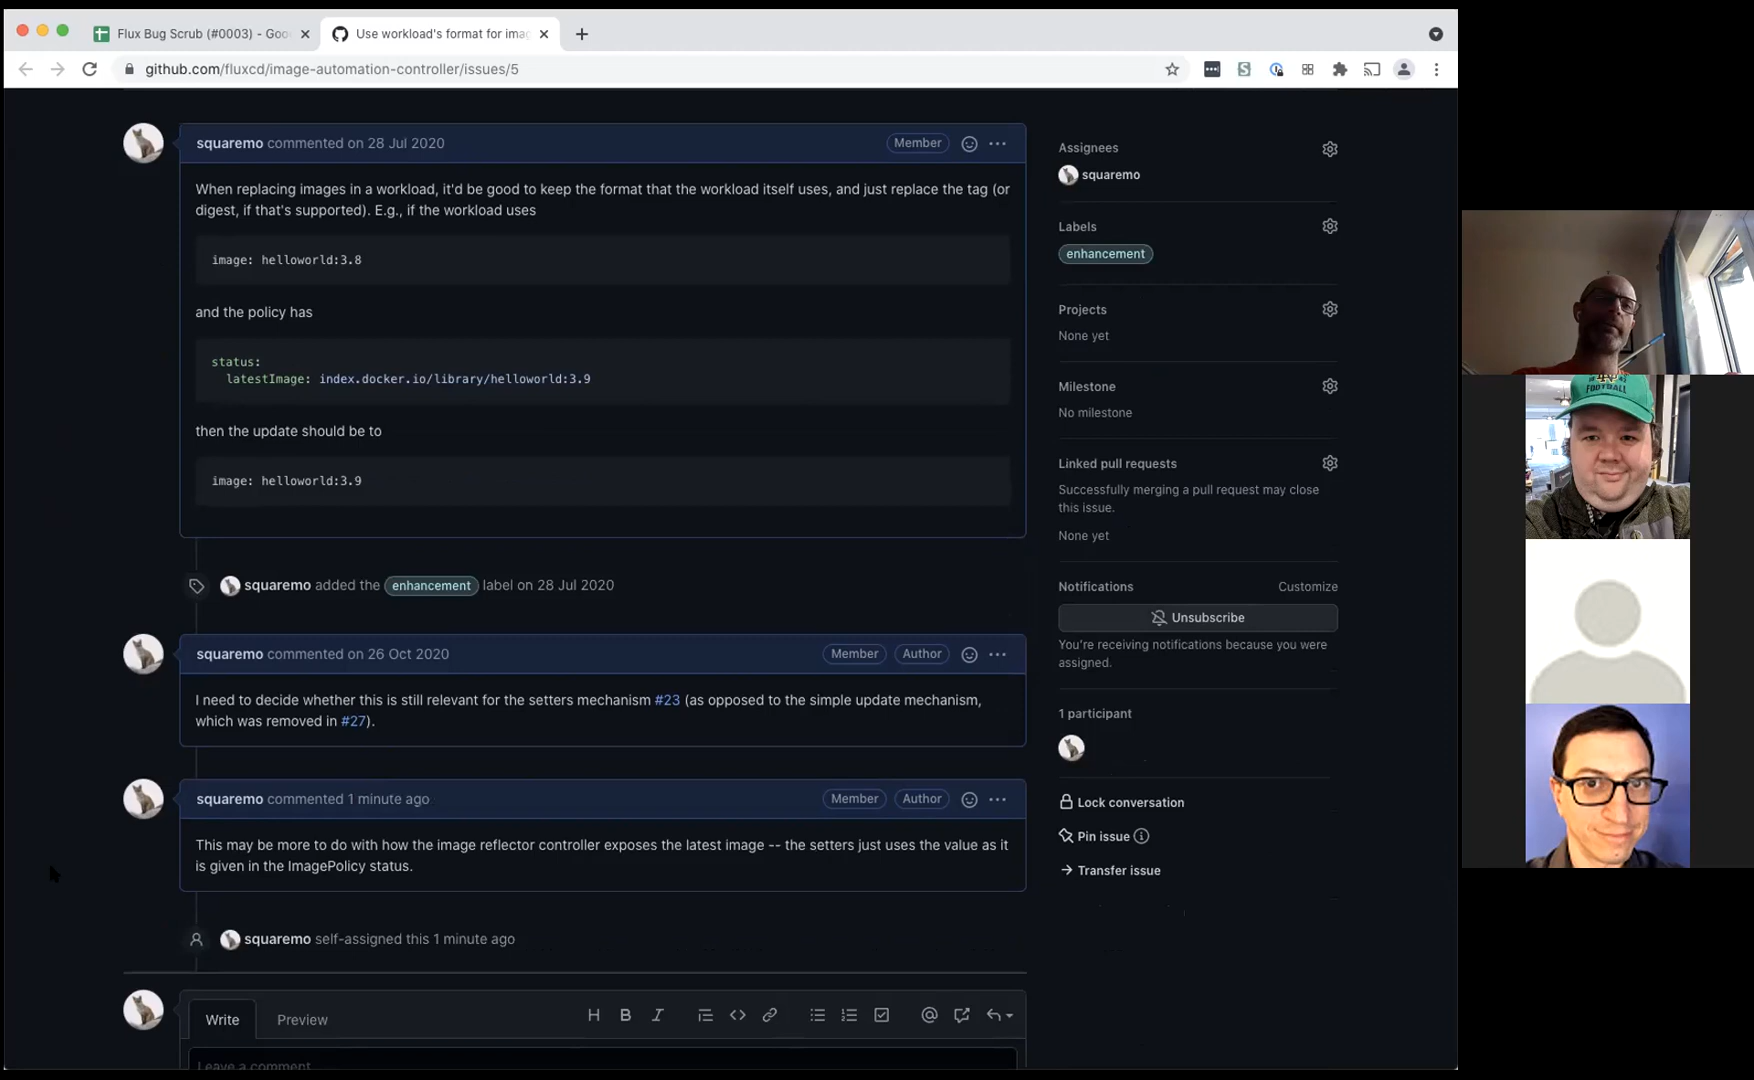 Flux Bug Scrub (#0003) - Goo
Use workload's format for imag
github.com/fluxcd/image-automation-controller/issues/5
squaremo commented on 28 Jul 2020
Member
When replacing images in a workload, it'd be good to keep the format that the workload itself uses, and just replace the tag (or
digest, if that's supported). E.g., if the workload uses
image: helloworld:3.8
and the policy has
status:
latestImage: index.docker.io/library/helloworld:3.9
then the update should be to
image: helloworld:3.9
squaremo added the enhancement label on 28 Jul 2020
squaremo commented on 26 Oct 2020
Member Author
I need to decide whether this is still relevant for the setters mechanism #23 (as opposed to the simple update mechanism,
which was removed in #27).
squaremo commented 1 minute ago
Member Author
This may be more to do with how the image reflector controller exposes the latest image -- the setters just uses the value as it
is given in the ImagePolicy status.
squaremo self-assigned this 1 minute ago
Write Preview
H B I
Leave a comment
Assignees
squaremo
Labels
enhancement
Projects
None yet
Milestone
No milestone
Linked pull requests
Successfully merging a pull request may close
this issue.
None yet
Notifications Customize
Unsubscribe
You're receiving notifications because you were
assigned.
1 participant
Lock conversation
Pin issue
Transfer issue
FOOTBALL